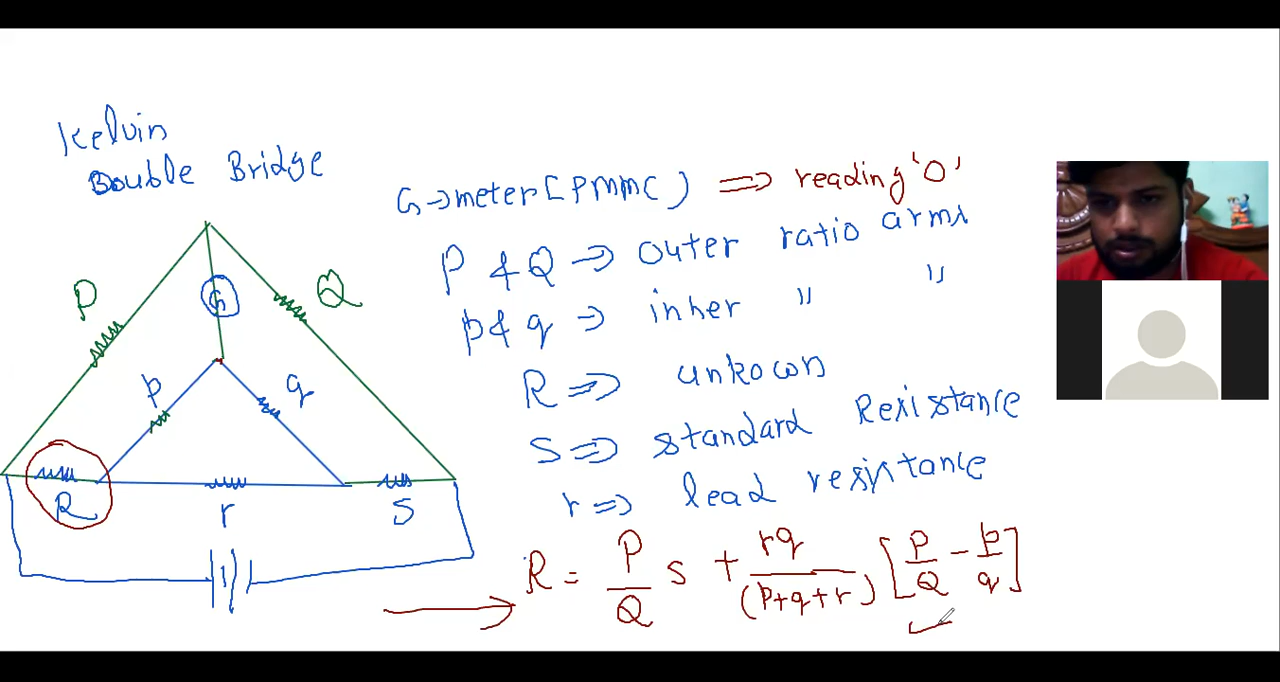 Kelvin
Double Bridge
G → meter [PMMC) ⇒ reading '0'
P & Q → outer ratio arms
p & q ⇒ inner " "
R ⇒ unkown
S ⇒ standard Resistance
r ⇒ lead resistance
R = P/Q S + rq/(p+q+r) [P/Q - p/q]
P
G
Q
p
q
R
r
S